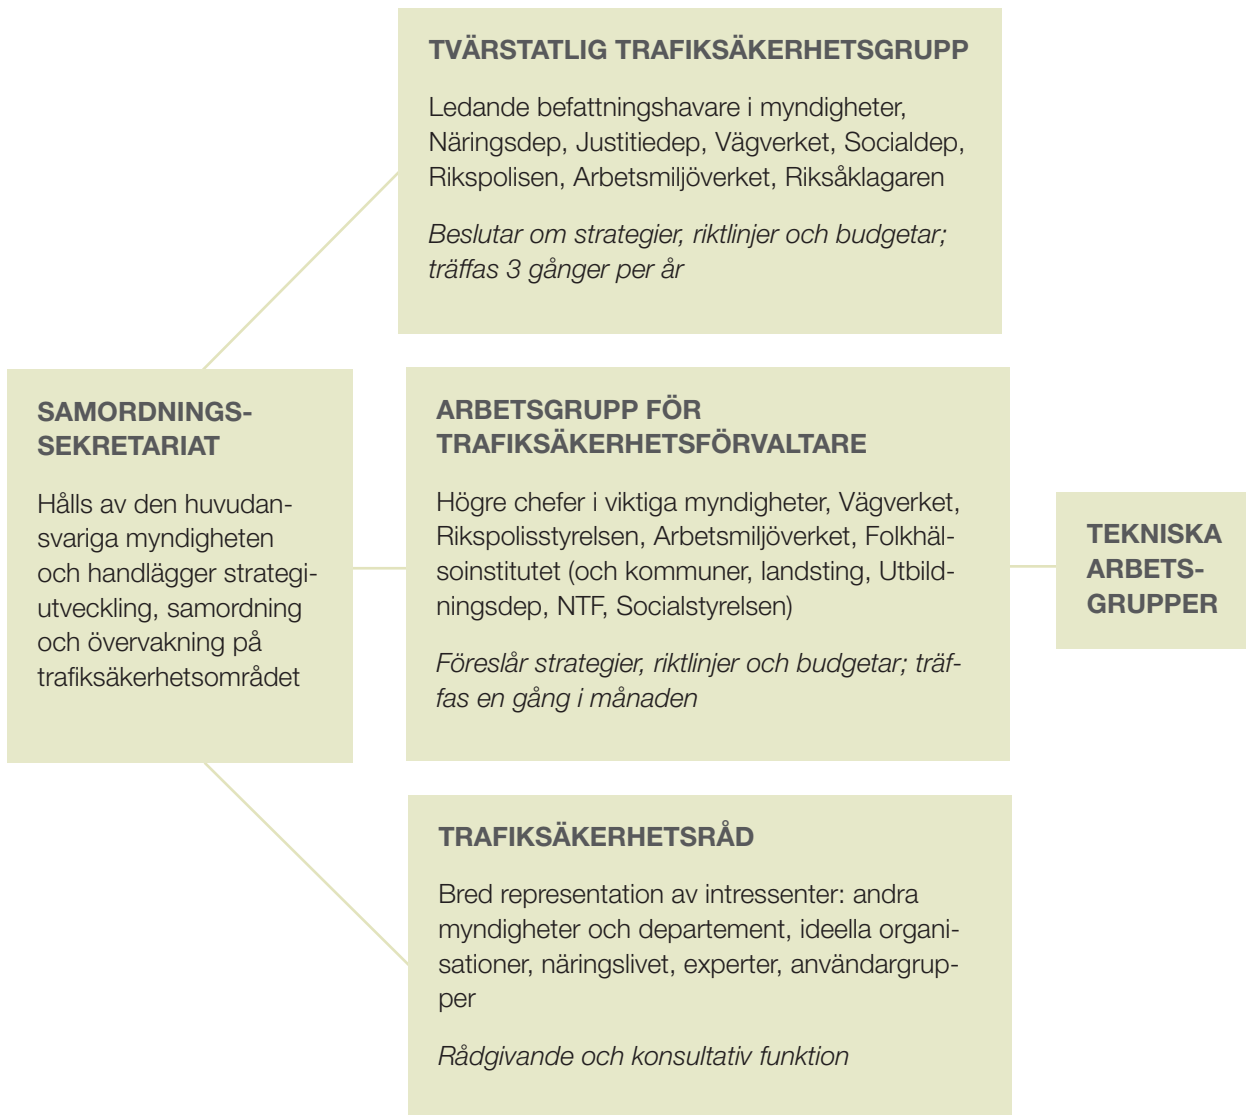 TVÄRSTATLIG TRAFIKSÄKERHETSGRUPP
Ledande befattningshavare i myndigheter,
Näringsdep, Justitiedep, Vägverket, Socialdep,
Rikspolisen, Arbetsmiljöverket, Riksåklagaren
Beslutar om strategier, riktlinjer och budgetar;
träffas 3 gånger per år
SAMORDNINGS-
SEKRETARIAT
Hålls av den huvudan-
svariga myndigheten
och handlägger strategi-
utveckling, samordning
och övervakning på
trafiksäkerhetsområdet
ARBETSGRUPP FÖR
TRAFIKSÄKERHETSFÖRVALTARE
Högre chefer i viktiga myndigheter, Vägverket,
Rikspolisstyrelsen, Arbetsmiljöverket, Folkhäl-
soinstitutet (och kommuner, landsting, Utbild-
ningsdep, NTF, Socialstyrelsen)
Föreslår strategier, riktlinjer och budgetar; träf-
fas en gång i månaden
TEKNISKA
ARBETS-
GRUPPER
TRAFIKSÄKERHETSRÅD
Bred representation av intressenter: andra
myndigheter och departement, ideella organi-
sationer, näringslivet, experter, användargrup-
per
Rådgivande och konsultativ funktion